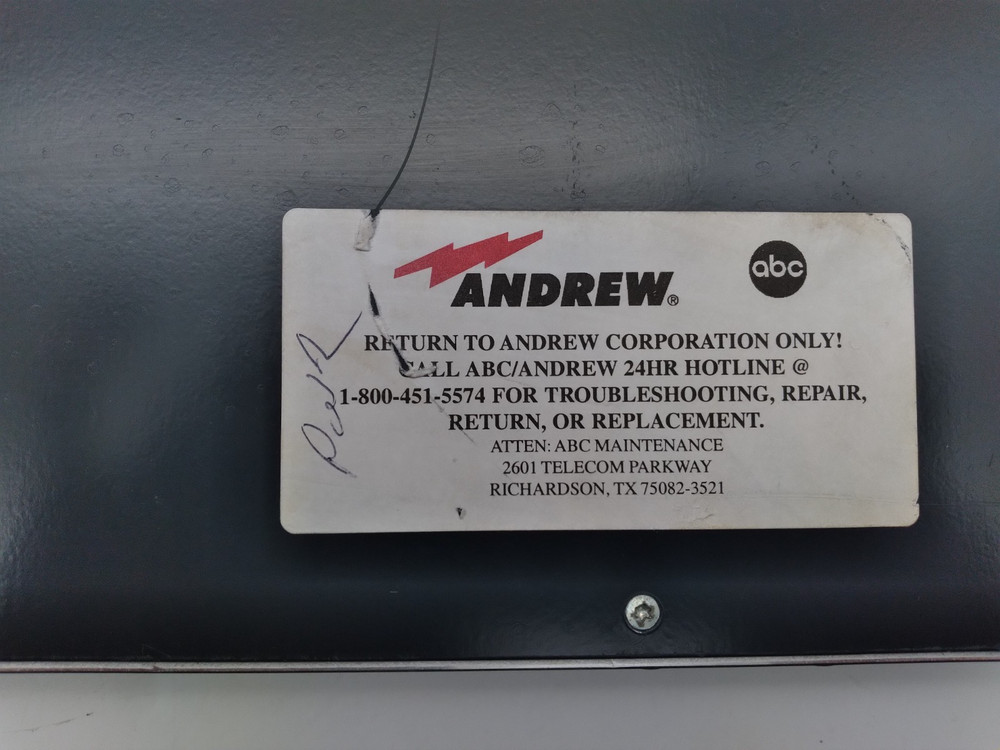 ANDREW®
abc
RETURN TO ANDREW CORPORATION ONLY!
CALL ABC/ANDREW 24HR HOTLINE @
1-800-451-5574 FOR TROUBLESHOOTING, REPAIR,
RETURN, OR REPLACEMENT.
ATTEN: ABC MAINTENANCE
2601 TELECOM PARKWAY
RICHARDSON, TX 75082-3521